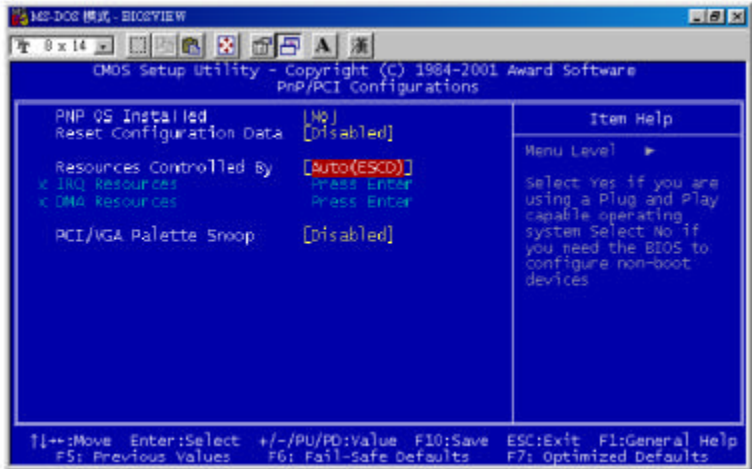 MS-DOS 模式 - BIOSVIEW
8 x 14
A 漢
CMOS Setup Utility - Copyright (C) 1984-2001 Award Software
PnP/PCI Configurations
PNP OS Installed [No]
Reset Configuration Data [Disabled]
Resources Controlled By [Auto(ESCD)]
x IRQ Resources Press Enter
x DMA Resources Press Enter
PCI/VGA Palette Snoop [Disabled]
Item Help
Menu Level ►
Select Yes if you are
using a Plug and Play
capable operating
system Select No if
you need the BIOS to
configure non-boot
devices
↑↓→←:Move Enter:Select +/-/PU/PD:Value F10:Save ESC:Exit F1:General Help
F5: Previous Values F6: Fail-Safe Defaults F7: Optimized Defaults